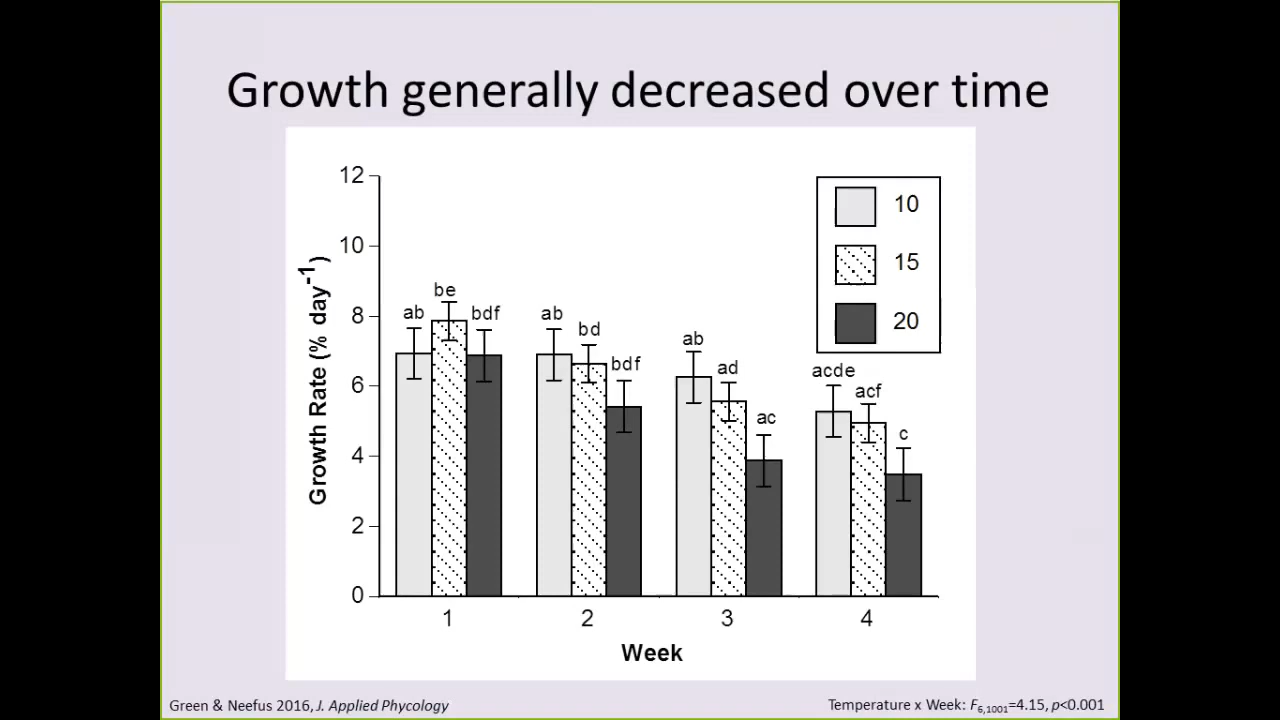 Growth generally decreased over time
12
10
8
6
4
2
0
Growth Rate (% day-1)
10
15
20
ab be bdf
ab bd bdf
ab ad ac
acde acf c
1 2 3 4
Week
Green & Neefus 2016, J. Applied Phycology
Temperature x Week: F6,1001=4.15, p<0.001